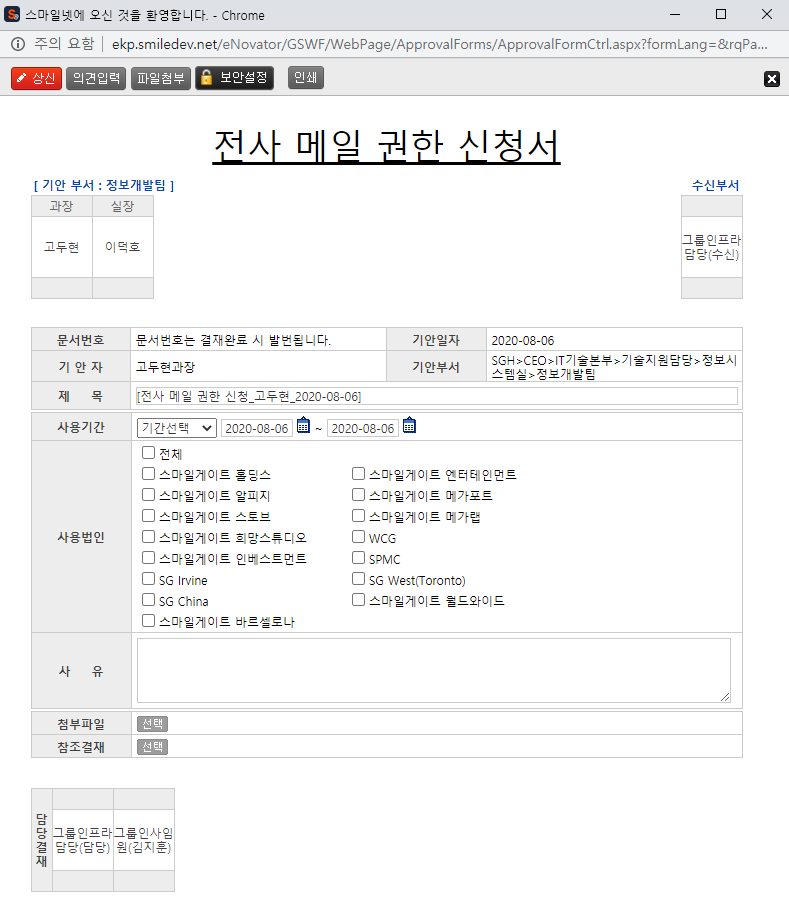 스마일넷에 오신 것을 환영합니다. - Chrome
주의 요함 | ekp.smiledev.net/eNovator/GSWF/WebPage/ApprovalForms/ApprovalFormCtrl.aspx?formLang=&rqPa...
상신 의견입력 파일첨부 보안설정 인쇄
전사 메일 권한 신청서
[ 기안 부서 : 정보개발팀 ] 수신부서
과장 실장
고두현 이덕호
그룹인프라
담당(수신)
문서번호 문서번호는 결재완료 시 발번됩니다. 기안일자 2020-08-06
기 안 자 고두현과장 기안부서 SGH>CEO>IT기술본부>기술지원담당>정보시
스템실>정보개발팀
제 목 [전사 메일 권한 신청_고두현_2020-08-06]
사용기간 기간선택 2020-08-06 ~ 2020-08-06
사용법인
전체
스마일게이트 홀딩스 스마일게이트 엔터테인먼트
스마일게이트 알피지 스마일게이트 메가포트
스마일게이트 스토브 스마일게이트 메가랩
스마일게이트 희망스튜디오 WCG
스마일게이트 인베스트먼트 SPMC
SG Irvine SG West(Toronto)
SG China 스마일게이트 월드와이드
스마일게이트 바르셀로나
사 유
첨부파일 선택
참조결재 선택
담
당
결
재
그룹인프라
담당(담당)
그룹인사임
원(김지훈)